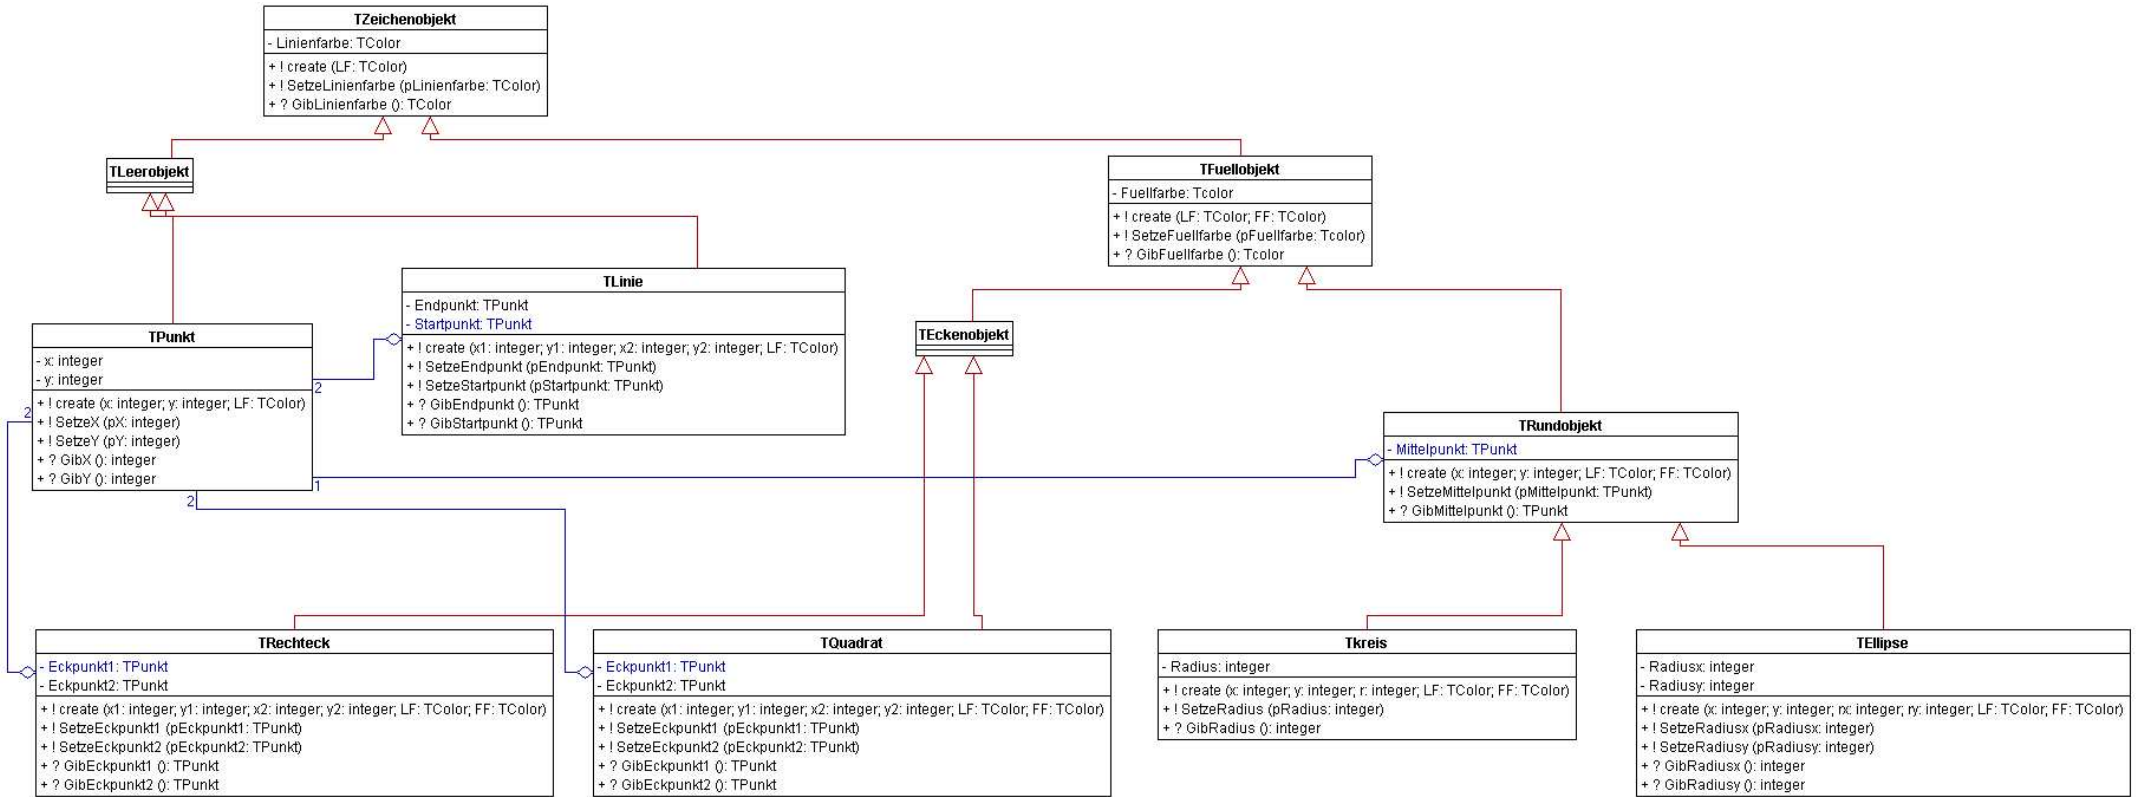 TZeichenobjekt
- Linienfarbe: TColor
+ ! create (LF: TColor)
+ ! SetzeLinienfarbe (pLinienfarbe: TColor)
+ ? GibLinienfarbe (): TColor
TLeerobjekt
TFuellobjekt
- Fuellfarbe: Tcolor
+ ! create (LF: TColor; FF: TColor)
+ ! SetzeFuellfarbe (pFuellfarbe: Tcolor)
+ ? GibFuellfarbe (): Tcolor
TLinie
- Endpunkt: TPunkt
- Startpunkt: TPunkt
+ ! create (x1: integer; y1: integer; x2: integer; y2: integer; LF: TColor)
+ ! SetzeEndpunkt (pEndpunkt: TPunkt)
+ ! SetzeStartpunkt (pStartpunkt: TPunkt)
+ ? GibEndpunkt (): TPunkt
+ ? GibStartpunkt (): TPunkt
TPunkt
- x: integer
- y: integer
+ ! create (x: integer; y: integer; LF: TColor)
+ ! SetzeX (pX: integer)
+ ! SetzeY (pY: integer)
+ ? GibX (): integer
+ ? GibY (): integer
2
2
1
2
TEckenobjekt
TRundobjekt
- Mittelpunkt: TPunkt
+ ! create (x: integer; y: integer; LF: TColor; FF: TColor)
+ ! SetzeMittelpunkt (pMittelpunkt: TPunkt)
+ ? GibMittelpunkt (): TPunkt
TRechteck
- Eckpunkt1: TPunkt
- Eckpunkt2: TPunkt
+ ! create (x1: integer; y1: integer; x2: integer; y2: integer; LF: TColor; FF: TColor)
+ ! SetzeEckpunkt1 (pEckpunkt1: TPunkt)
+ ! SetzeEckpunkt2 (pEckpunkt2: TPunkt)
+ ? GibEckpunkt1 (): TPunkt
+ ? GibEckpunkt2 (): TPunkt
TQuadrat
- Eckpunkt1: TPunkt
- Eckpunkt2: TPunkt
+ ! create (x1: integer; y1: integer; x2: integer; y2: integer; LF: TColor; FF: TColor)
+ ! SetzeEckpunkt1 (pEckpunkt1: TPunkt)
+ ! SetzeEckpunkt2 (pEckpunkt2: TPunkt)
+ ? GibEckpunkt1 (): TPunkt
+ ? GibEckpunkt2 (): TPunkt
Tkreis
- Radius: integer
+ ! create (x: integer; y: integer; r: integer; LF: TColor; FF: TColor)
+ ! SetzeRadius (pRadius: integer)
+ ? GibRadius (): integer
TEllipse
- Radiusx: integer
- Radiusy: integer
+ ! create (x: integer; y: integer; rx: integer; ry: integer; LF: TColor; FF: TColor)
+ ! SetzeRadiusx (pRadiusx: integer)
+ ! SetzeRadiusy (pRadiusy: integer)
+ ? GibRadiusx (): integer
+ ? GibRadiusy (): integer